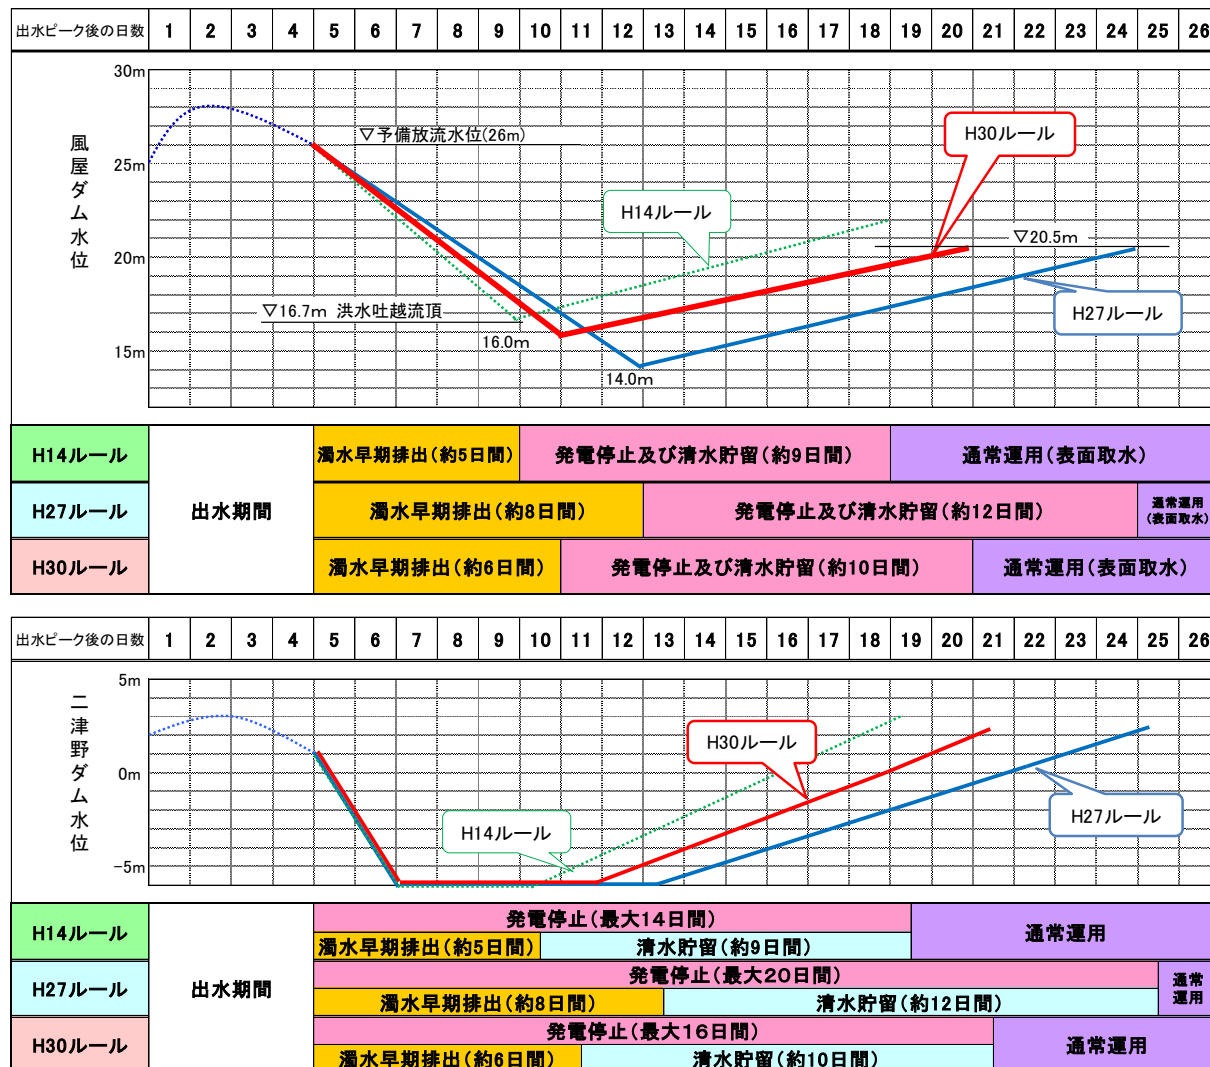 出水ピーク後の日数 1 2 3 4 5 6 7 8 9 10 11 12 13 14 15 16 17 18 19 20 21 22 23 24 25 26
風屋ダム水位
30m
25m
20m
15m
▽予備放流水位(26m)
H30ルール
H14ルール
▽20.5m
▽16.7m 洪水吐越流頂
H27ルール
16.0m
14.0m
H14ルール 濁水早期排出(約5日間) 発電停止及び清水貯留(約9日間) 通常運用(表面取水)
H27ルール 出水期間 濁水早期排出(約8日間) 発電停止及び清水貯留(約12日間) 通常運用
(表面取水)
H30ルール 濁水早期排出(約6日間) 発電停止及び清水貯留(約10日間) 通常運用(表面取水)
出水ピーク後の日数 1 2 3 4 5 6 7 8 9 10 11 12 13 14 15 16 17 18 19 20 21 22 23 24 25 26
二津野ダム水位
5m
0m
−5m
H30ルール
H14ルール
H27ルール
H14ルール 発電停止(最大14日間) 通常運用
濁水早期排出(約5日間) 清水貯留(約9日間)
H27ルール 出水期間 発電停止(最大20日間) 通常
運用
濁水早期排出(約8日間) 清水貯留(約12日間)
H30ルール 発電停止(最大16日間) 通常運用
濁水早期排出(約6日間) 清水貯留(約10日間)